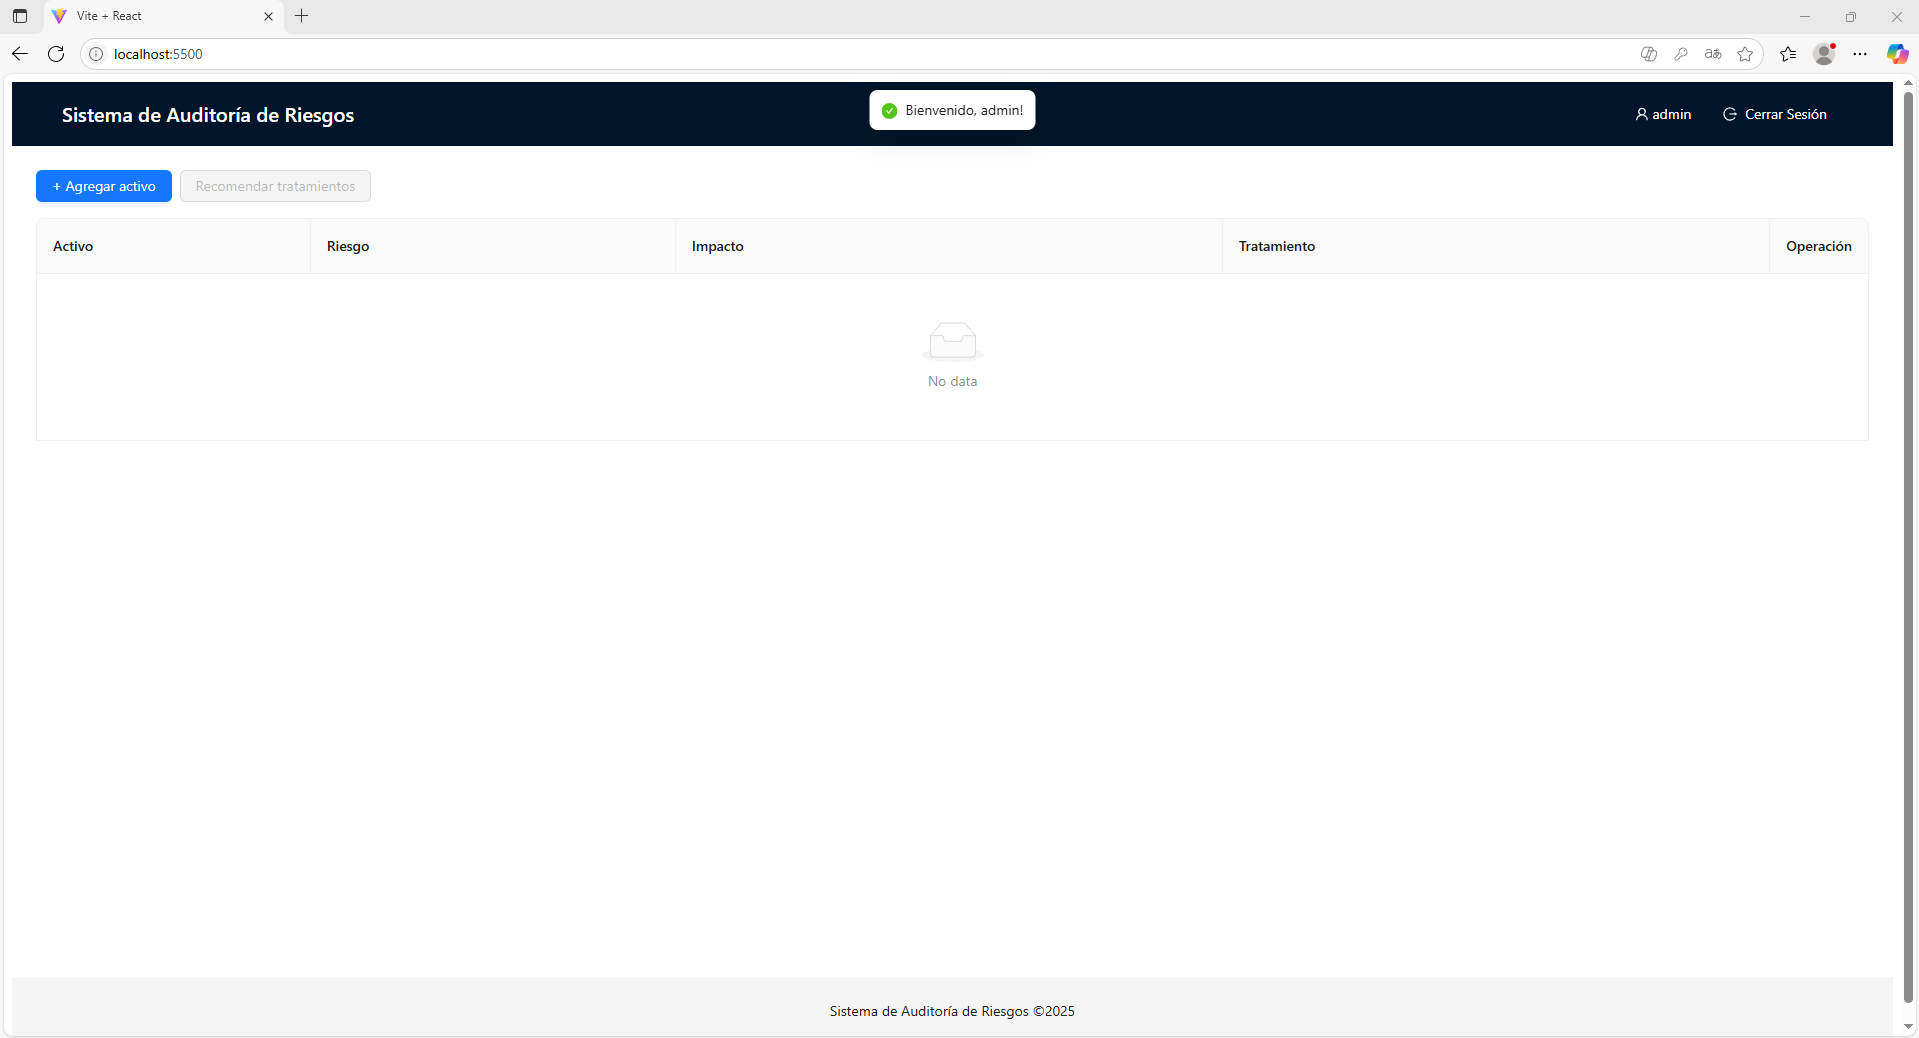 Vite + React
localhost:5500
Sistema de Auditoría de Riesgos
Bienvenido, admin!
admin
Cerrar Sesión
+ Agregar activo
Recomendar tratamientos
Activo
Riesgo
Impacto
Tratamiento
Operación
No data
Sistema de Auditoría de Riesgos ©2025